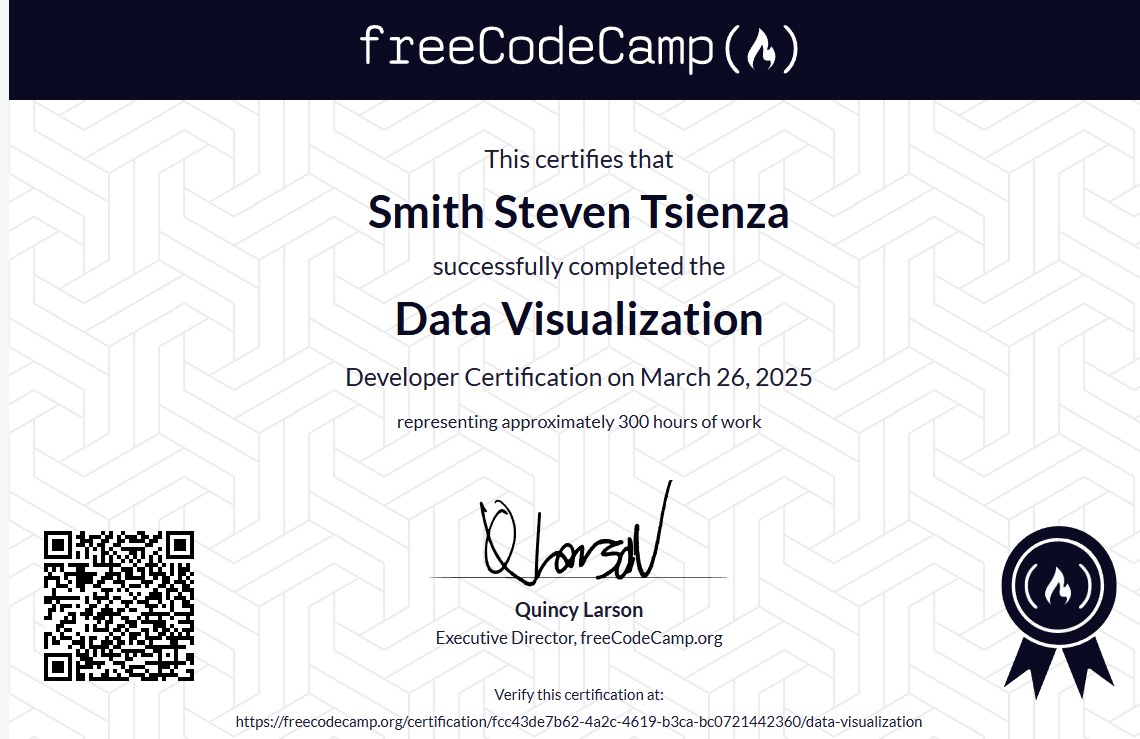 freeCodeCamp
This certifies that
Smith Steven Tsienza
successfully completed the
Data Visualization
Developer Certification on March 26, 2025
representing approximately 300 hours of work
Q Larson
Quincy Larson
Executive Director, freeCodeCamp.org
Verify this certification at:
https://freecodecamp.org/certification/fcc43de7b62-4a2c-4619-b3ca-bc0721442360/data-visualization